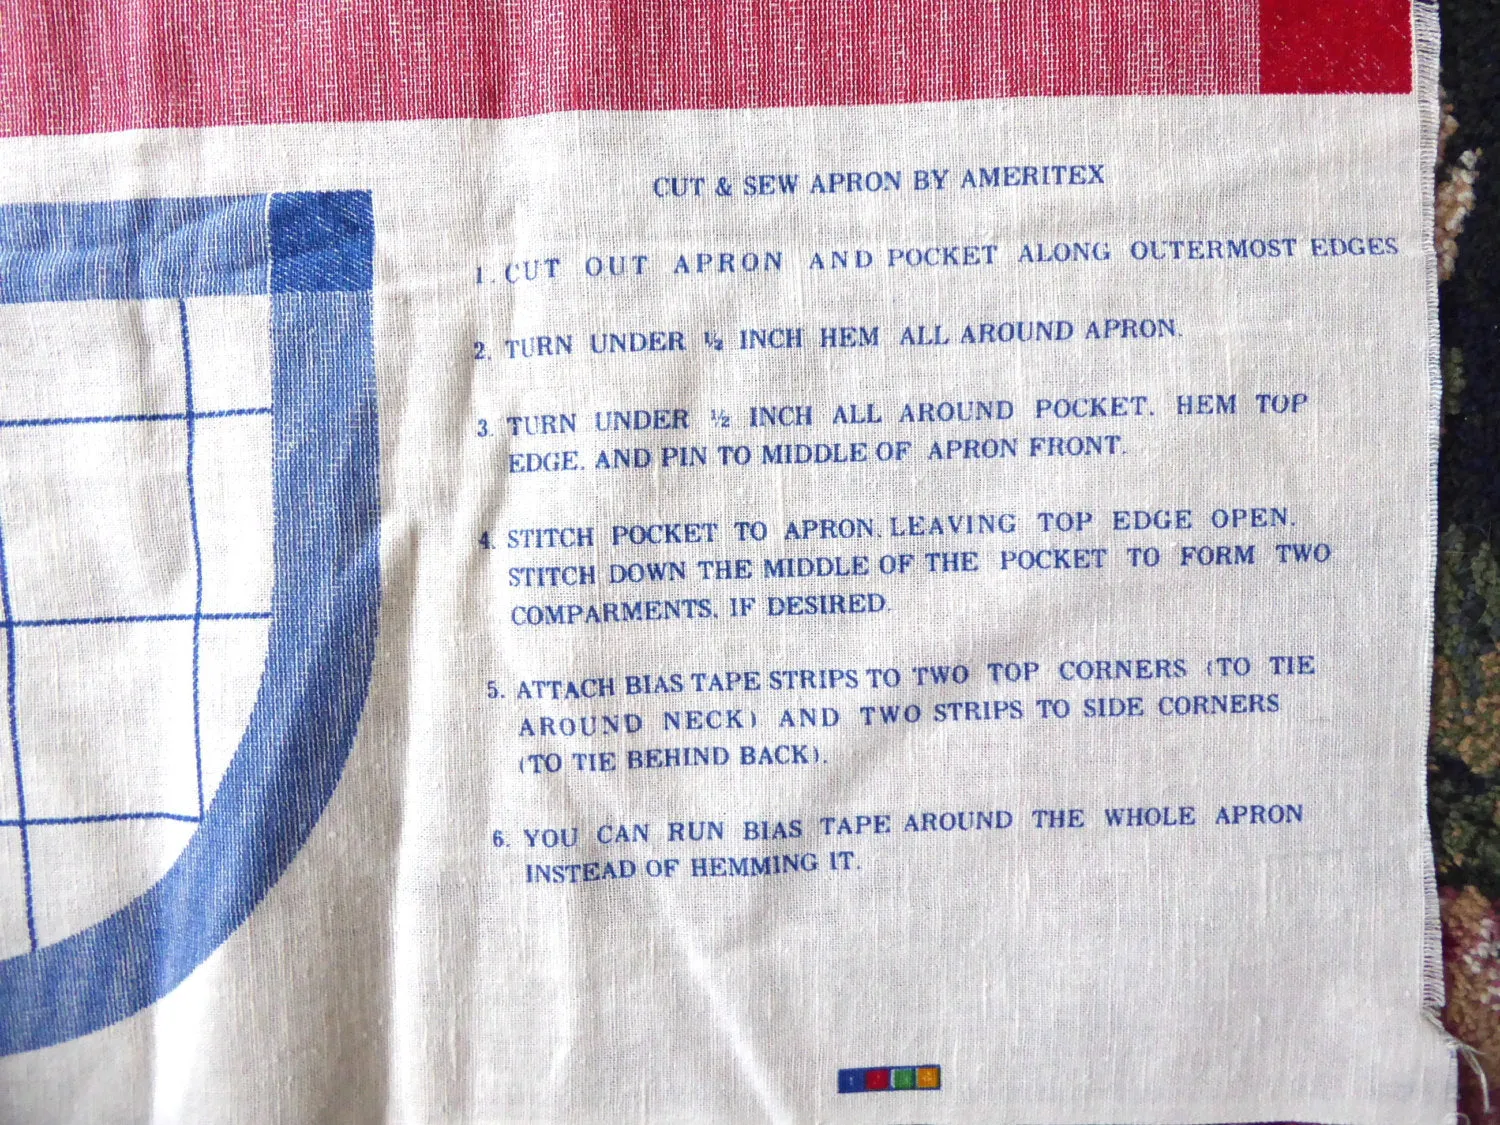 CUT & SEW APRON BY AMERITEX
1. CUT OUT APRON AND POCKET ALONG OUTERMOST EDGES
2. TURN UNDER ½ INCH HEM ALL AROUND APRON.
3. TURN UNDER ½ INCH ALL AROUND POCKET. HEM TOP
EDGE. AND PIN TO MIDDLE OF APRON FRONT.
4. STITCH POCKET TO APRON. LEAVING TOP EDGE OPEN.
STITCH DOWN THE MIDDLE OF THE POCKET TO FORM TWO
COMPARMENTS. IF DESIRED.
5. ATTACH BIAS TAPE STRIPS TO TWO TOP CORNERS (TO TIE
AROUND NECK) AND TWO STRIPS TO SIDE CORNERS
(TO TIE BEHIND BACK).
6. YOU CAN RUN BIAS TAPE AROUND THE WHOLE APRON
INSTEAD OF HEMMING IT.